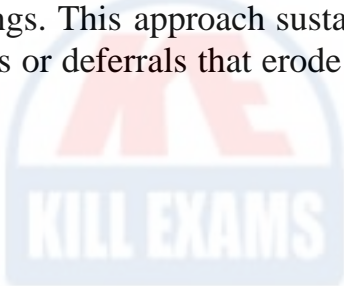 ngs. This approach susta
s or deferrals that erode
KILL EXAMS